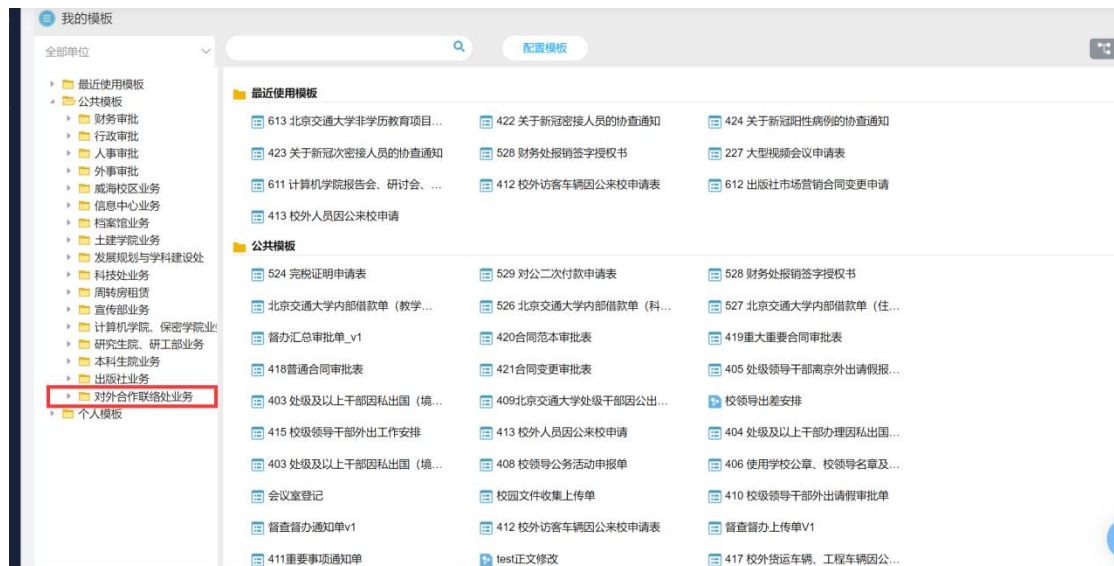 我的模板
全部单位
配置模板
最近使用模板
公共模板
财务审批
行政审批
人事审批
外事审批
威海校区业务
信息中心业务
档案馆业务
土建学院业务
发展规划与学科建设处
科技处业务
周转房租赁
宣传部业务
计算机学院、保密学院业
研究生院、研工部业务
本科生院业务
出版社业务
对外合作联络处业务
个人模板
最近使用模板
613 北京交通大学非学历教育项目... 422 关于新冠密接人员的协查通知 424 关于新冠阳性病例的协查通知
423 关于新冠次密接人员的协查通知 528 财务处报销签字授权书 227 大型视频会议申请表
611 计算机学院报告会、研讨会、... 412 校外访客车辆因公来校申请表 612 出版社市场营销合同变更申请
413 校外人员因公来校申请
公共模板
524 完税证明申请表 529 对公二次付款申请表 528 财务处报销签字授权书
北京交通大学内部借款单（教学... 526 北京交通大学内部借款单（科... 527 北京交通大学内部借款单（住...
督办汇总审批单_v1 420合同范本审批表 419重大重要合同审批表
418普通合同审批表 421合同变更审批表 405 处级领导干部离京外出请假报...
403 处级及以上干部因私出国（境... 409北京交通大学处级干部因公出... 校领导出差安排
415 校级领导干部外出工作安排 413 校外人员因公来校申请 404 处级及以上干部办理因私出国...
403 处级及以上干部因私出国（境... 408 校领导公务活动申报单 406 使用学校公章、校领导名章及...
会议室登记 校园文件收集上传单 410 校级领导干部外出请假审批单
督查督办通知单v1 412 校外访客车辆因公来校申请表 督查督办上传单V1
411重要事项通知单 test正文修改 417 校外货运车辆、工程车辆因公...